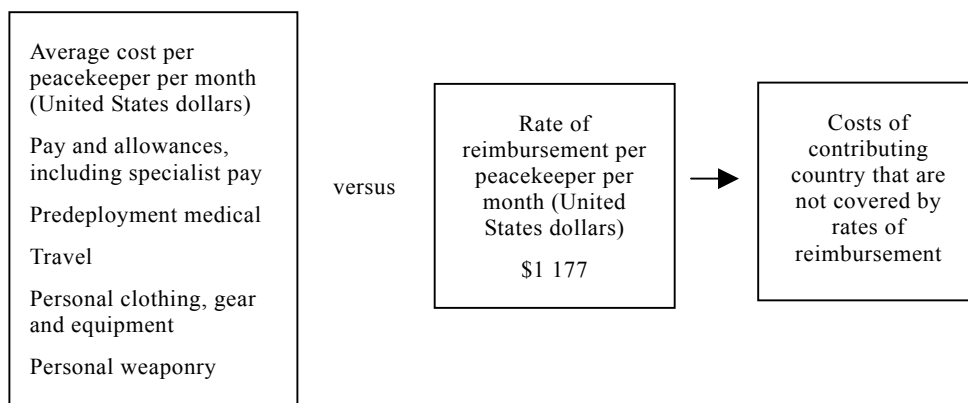 Average cost per
peacekeeper per month
(United States dollars)
Pay and allowances,
including specialist pay
Predeployment medical
Travel
Personal clothing, gear
and equipment
Personal weaponry
versus
Rate of
reimbursement per
peacekeeper per
month (United
States dollars)
$1 177
Costs of
contributing
country that are
not covered by
rates of
reimbursement